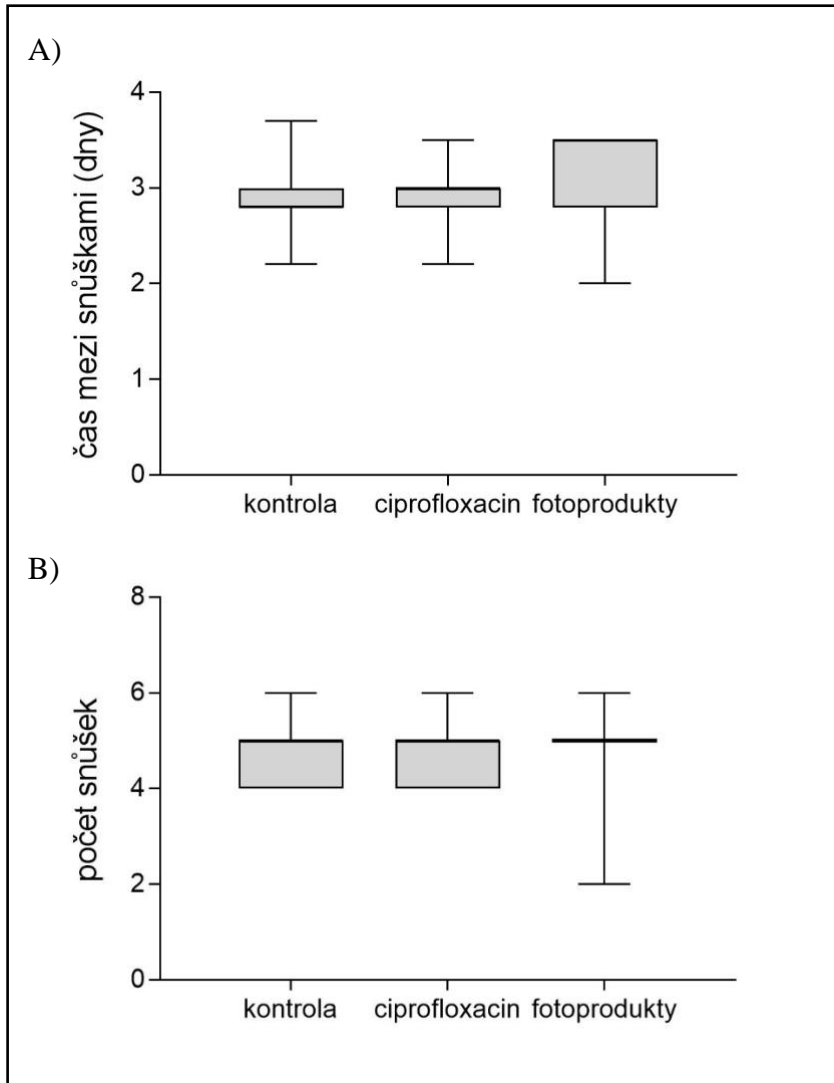 A)
čas mezi snůškami (dny)
4
3
2
1
0
kontrola ciprofloxacin fotoprodukty
B)
počet snůšek
8
6
4
2
0
kontrola ciprofloxacin fotoprodukty